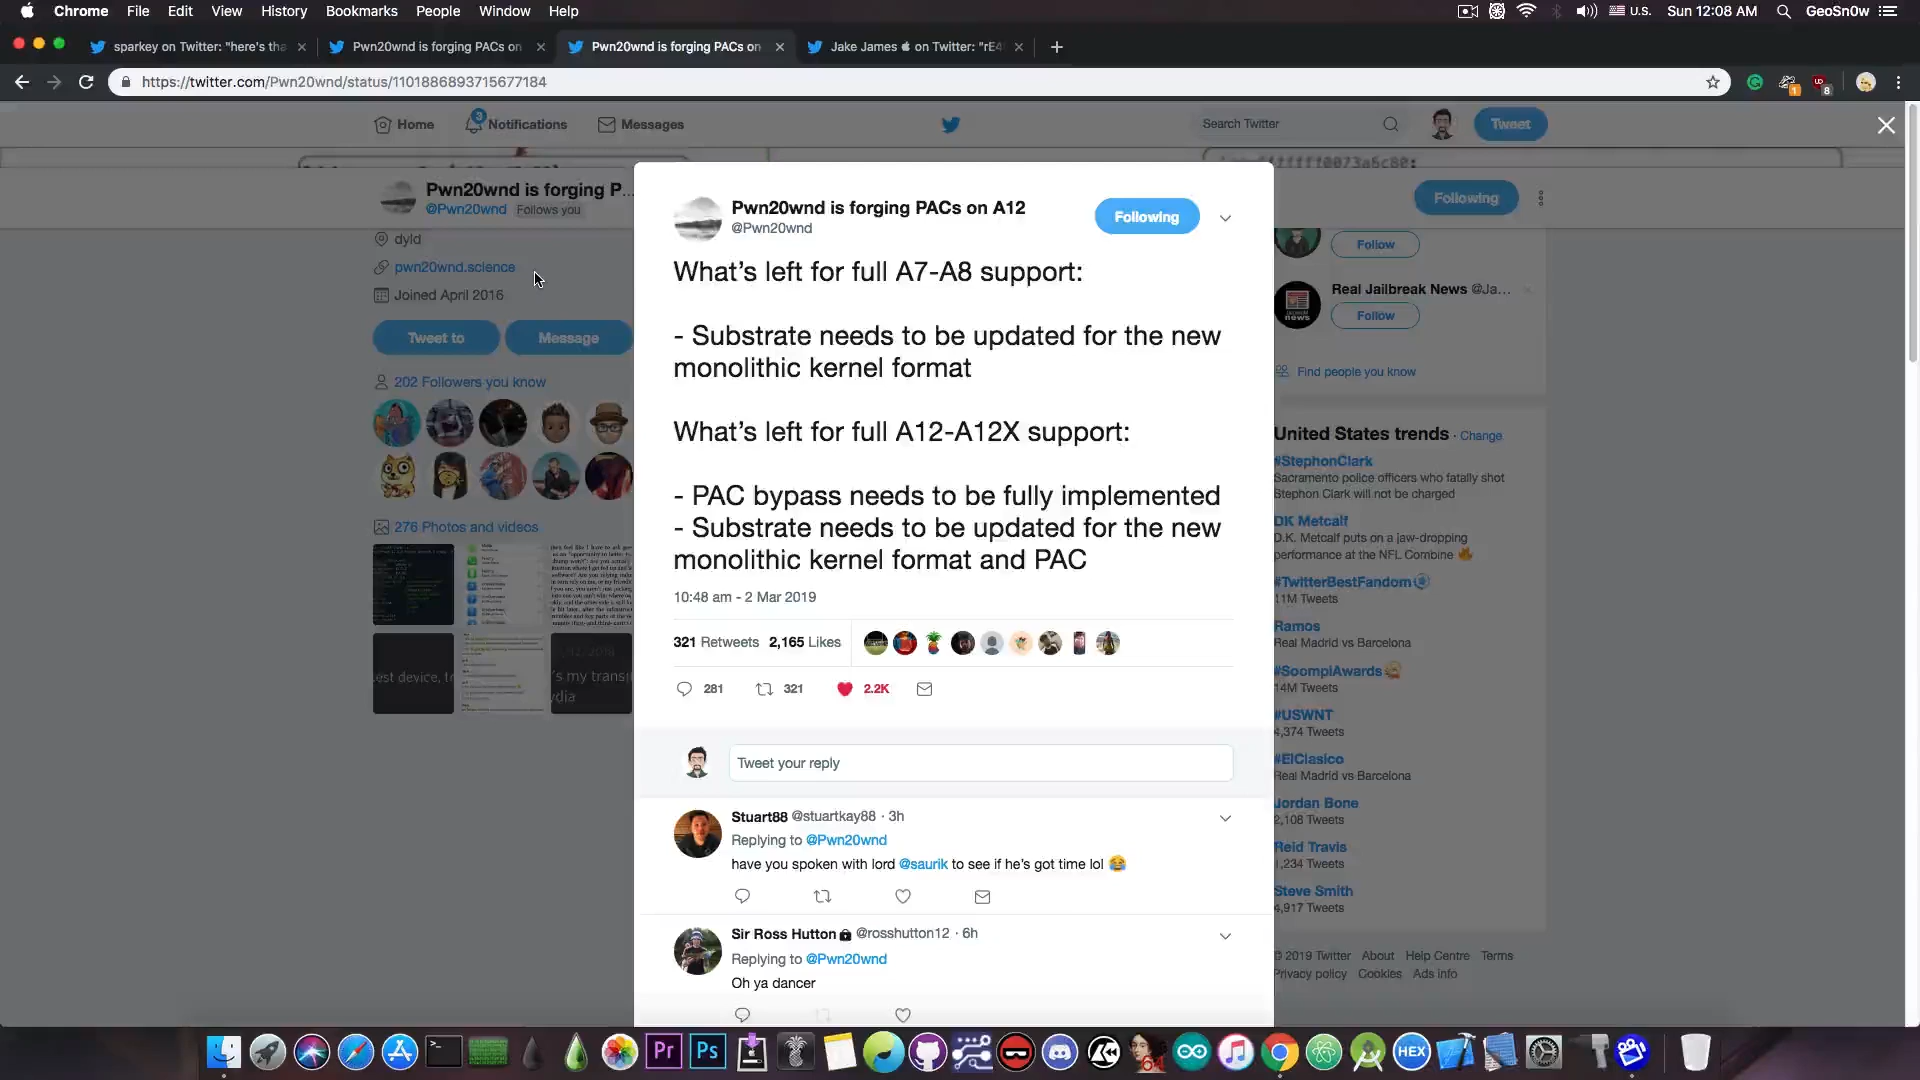 Chrome File Edit View History Bookmarks People Window Help
U.S. Sun 12:08 AM GeoSn0w
sparkey on Twitter: "here's tha
Pwn20wnd is forging PACs on
Pwn20wnd is forging PACs on
Jake James on Twitter: "rE4
https://twitter.com/Pwn20wnd/status/1101886893715677184
1
8
Home
3
Notifications
Messages
Search Twitter
Tweet
Pwn20wnd is forging P...
@Pwn20wnd Follows you
Following
dyld
pwn20wnd.science
Joined April 2016
Tweet to
Message
202 Followers you know
276 Photos and videos
Pwn20wnd is forging PACs on A12
@Pwn20wnd
Following
What's left for full A7-A8 support:
- Substrate needs to be updated for the new
monolithic kernel format
What's left for full A12-A12X support:
- PAC bypass needs to be fully implemented
- Substrate needs to be updated for the new
monolithic kernel format and PAC
10:48 am - 2 Mar 2019
321 Retweets 2,165 Likes
281
321
2.2K
Tweet your reply
Stuart88 @stuartkay88 · 3h
Replying to @Pwn20wnd
have you spoken with lord @saurik to see if he's got time lol 😂
Sir Ross Hutton @rosshutton12 · 6h
Replying to @Pwn20wnd
Oh ya dancer
Follow
Real Jailbreak News @Ja...
Follow
Find people you know
United States trends · Change
#StephonClark
Sacramento police officers who fatally shot
Stephon Clark will not be charged
DK Metcalf
D.K. Metcalf puts on a jaw-dropping
performance at the NFL Combine 🔥
#TwitterBestFandom
11M Tweets
Ramos
Real Madrid vs Barcelona
#SoompiAwards
14M Tweets
#USWNT
4,374 Tweets
#ElClasico
Real Madrid vs Barcelona
Jordan Bone
2,108 Tweets
Reid Travis
1,234 Tweets
Steve Smith
4,917 Tweets
© 2019 Twitter About Help Centre Terms
Privacy policy Cookies Ads info
Pr
Ps
HEX